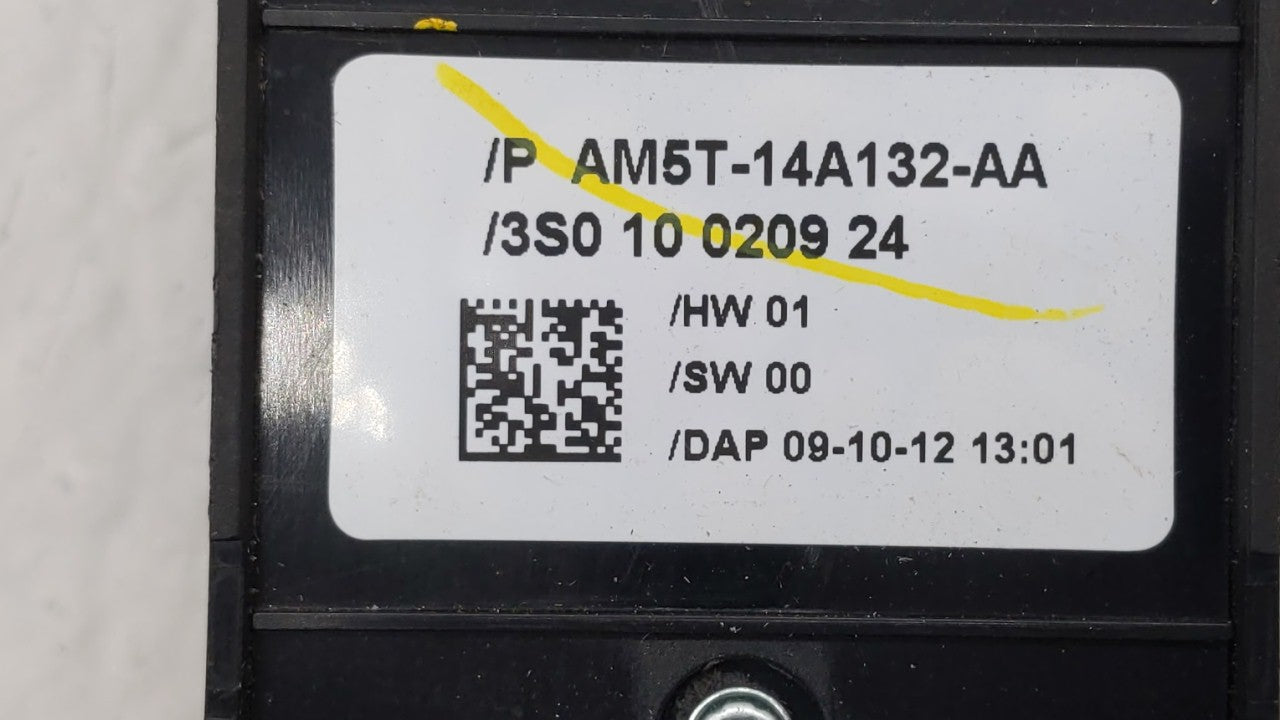 /P AM5T-14A132-AA
/3S0 10 0209 24
/HW 01
/SW 00
/DAP 09-10-12 13:01